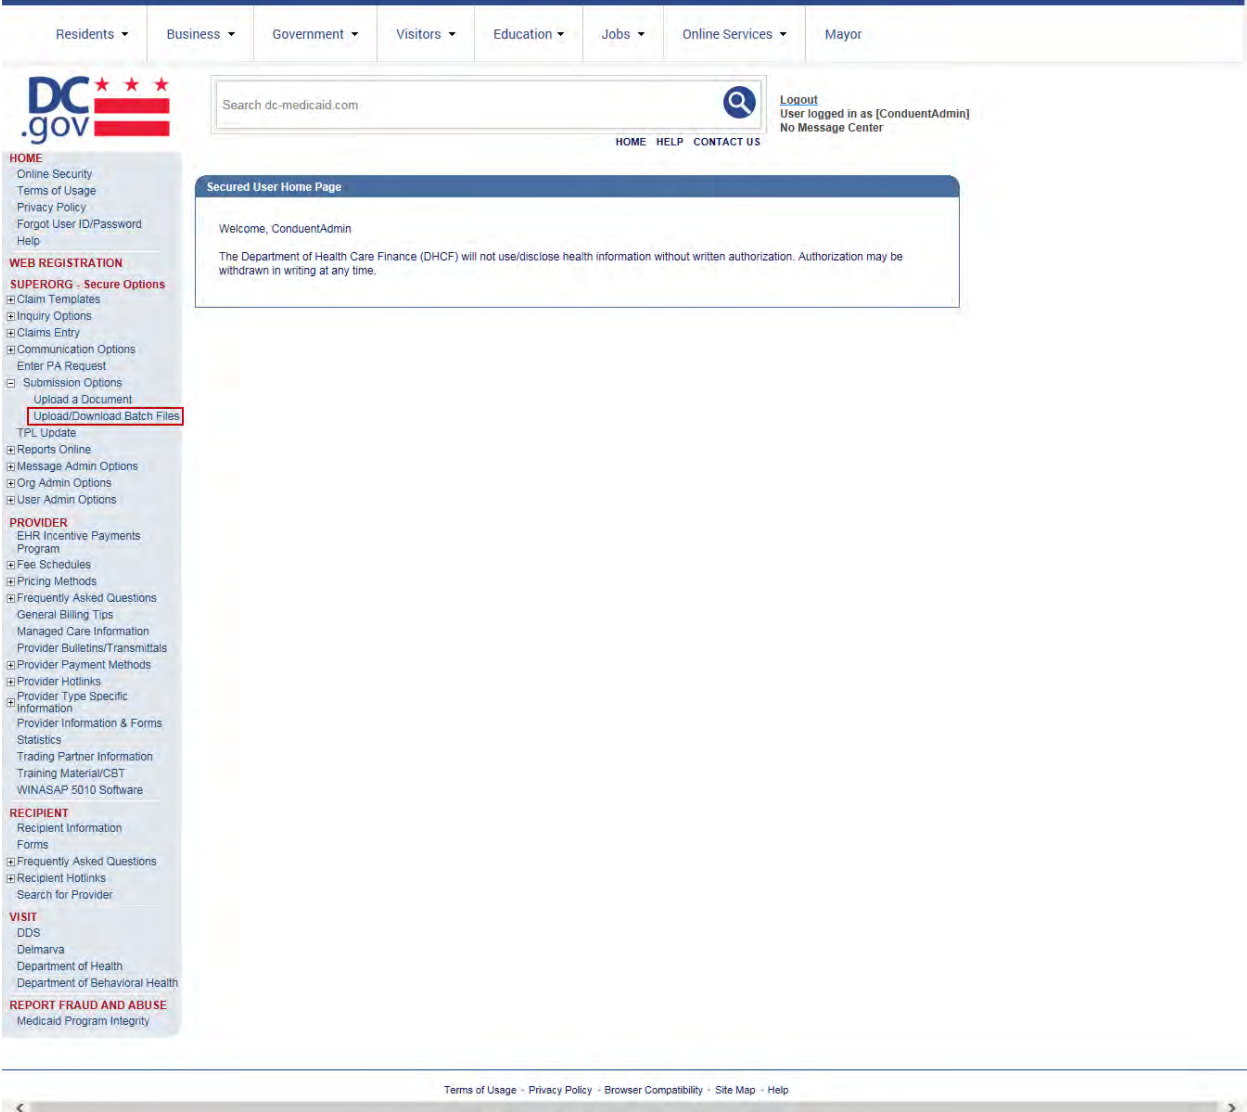 Residents Business Government Visitors Education Jobs Online Services Mayor
DC
.gov
Search dc-medicaid.com
Logout
User logged in as [ConduentAdmin]
No Message Center
HOME HELP CONTACT US
HOME
Online Security
Terms of Usage
Privacy Policy
Forgot User ID/Password
Help
WEB REGISTRATION
SUPERORG - Secure Options
Claim Templates
Inquiry Options
Claims Entry
Communication Options
Enter PA Request
Submission Options
Upload a Document
Upload/Download Batch Files
TPL Update
Reports Online
Message Admin Options
Org Admin Options
User Admin Options
PROVIDER
EHR Incentive Payments
Program
Fee Schedules
Pricing Methods
Frequently Asked Questions
General Billing Tips
Managed Care Information
Provider Bulletins/Transmittals
Provider Payment Methods
Provider Hotlinks
Provider Type Specific
Information
Provider Information & Forms
Statistics
Trading Partner Information
Training Material/CBT
WINASAP 5010 Software
RECIPIENT
Recipient Information
Forms
Frequently Asked Questions
Recipient Hotlinks
Search for Provider
VISIT
DDS
Delmarva
Department of Health
Department of Behavioral Health
REPORT FRAUD AND ABUSE
Medicaid Program Integrity
Secured User Home Page
Welcome, ConduentAdmin
The Department of Health Care Finance (DHCF) will not use/disclose health information without written authorization. Authorization may be
withdrawn in writing at any time.
Terms of Usage - Privacy Policy - Browser Compatibility - Site Map - Help